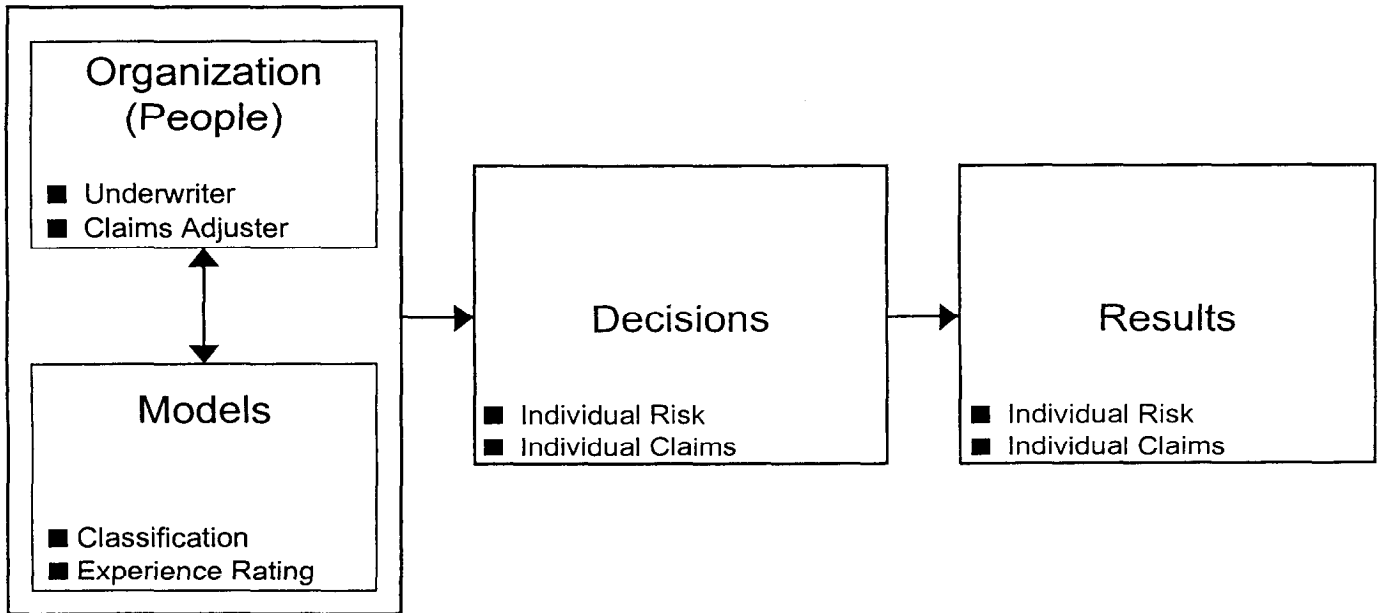 Organization
(People)
■ Underwriter
■ Claims Adjuster
Models
■ Classification
■ Experience Rating
Decisions
■ Individual Risk
■ Individual Claims
Results
■ Individual Risk
■ Individual Claims